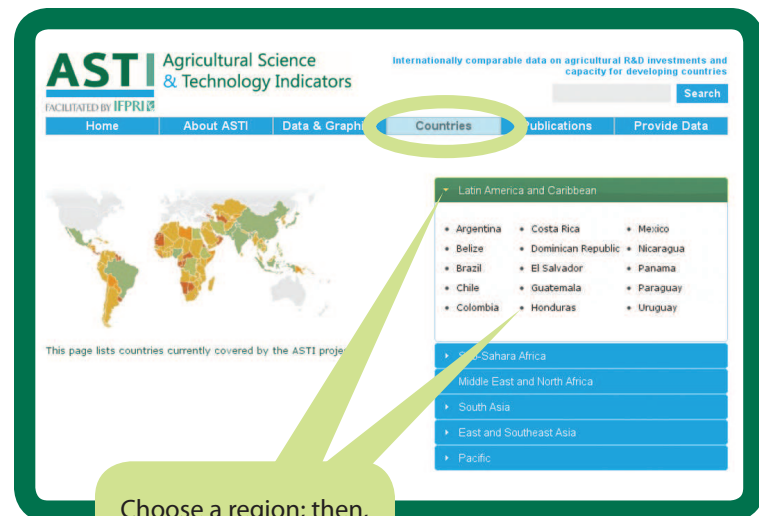 ASTI
Agricultural Science
& Technology Indicators
FACILITATED BY IFPRI
Internationally comparable data on agricultural R&D investments and
capacity for developing countries
Search
Home About ASTI Data & Graphi Countries Publications Provide Data
Latin America and Caribbean
Argentina Costa Rica Mexico
Belize Dominican Republic Nicaragua
Brazil El Salvador Panama
Chile Guatemala Paraguay
Colombia Honduras Uruguay
This page lists countries currently covered by the ASTI proje
Sub-Sahara Africa
Middle East and North Africa
South Asia
East and Southeast Asia
Pacific
Choose a region; then,